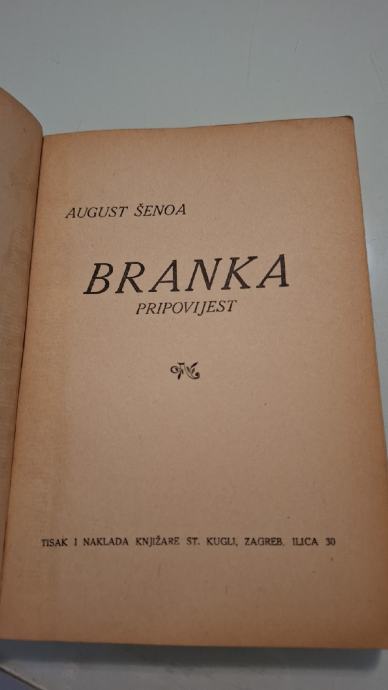 AUGUST ŠENOA
BRANKA
PRIPOVIJEST
TISAK I NAKLADA KNJIŽARE ST. KUGLI, ZAGREB, ILICA 30